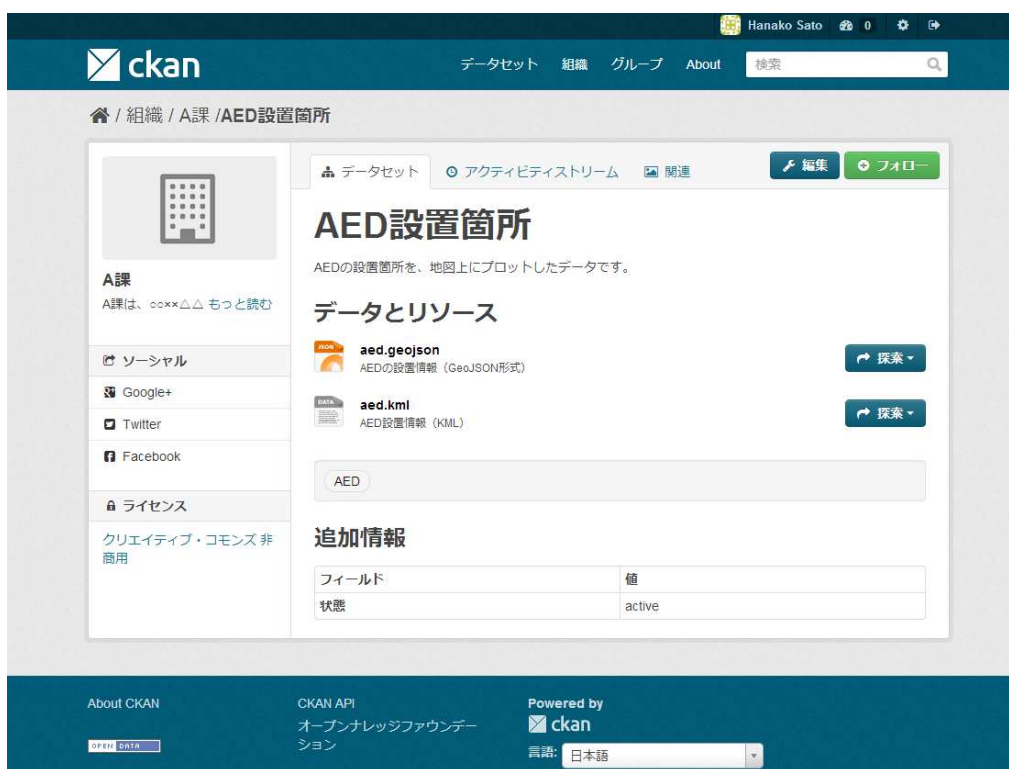 Hanako Sato 0
ckan
データセット 組織 グループ About 検索
/ 組織 / A課 /AED設置箇所
データセット アクティビティストリーム 関連 編集 フォロー
AED設置箇所
AEDの設置箇所を、地図上にプロットしたデータです。
A課
A課は、○○××△△ もっと読む
データとリソース
JSON aed.geojson
AEDの設置情報（GeoJSON形式）
探索
DATA aed.kml
AED設置情報（KML）
探索
ソーシャル
Google+
Twitter
Facebook
AED
ライセンス
クリエイティブ・コモンズ 非
商用
追加情報
フィールド 値
状態 active
About CKAN
OPEN DATA
CKAN API
オープンナレッジファウンデー
ション
Powered by
ckan
言語: 日本語